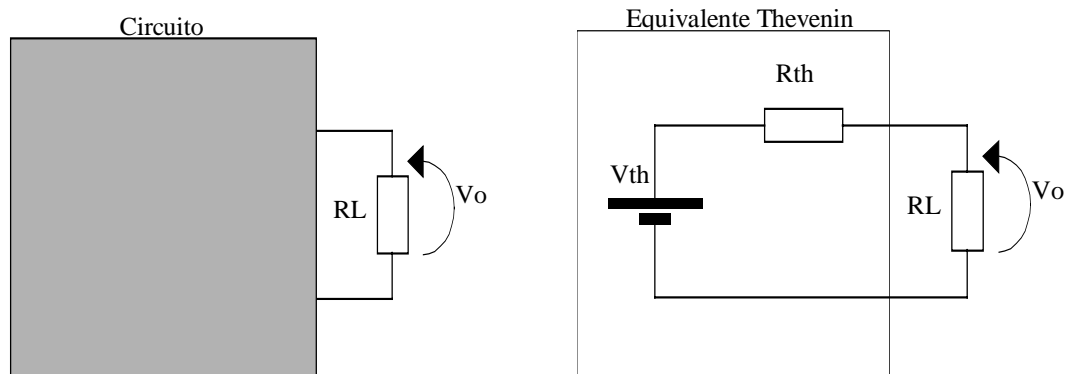 Circuito
RL
Vo
Equivalente Thevenin
Rth
Vth
RL
Vo